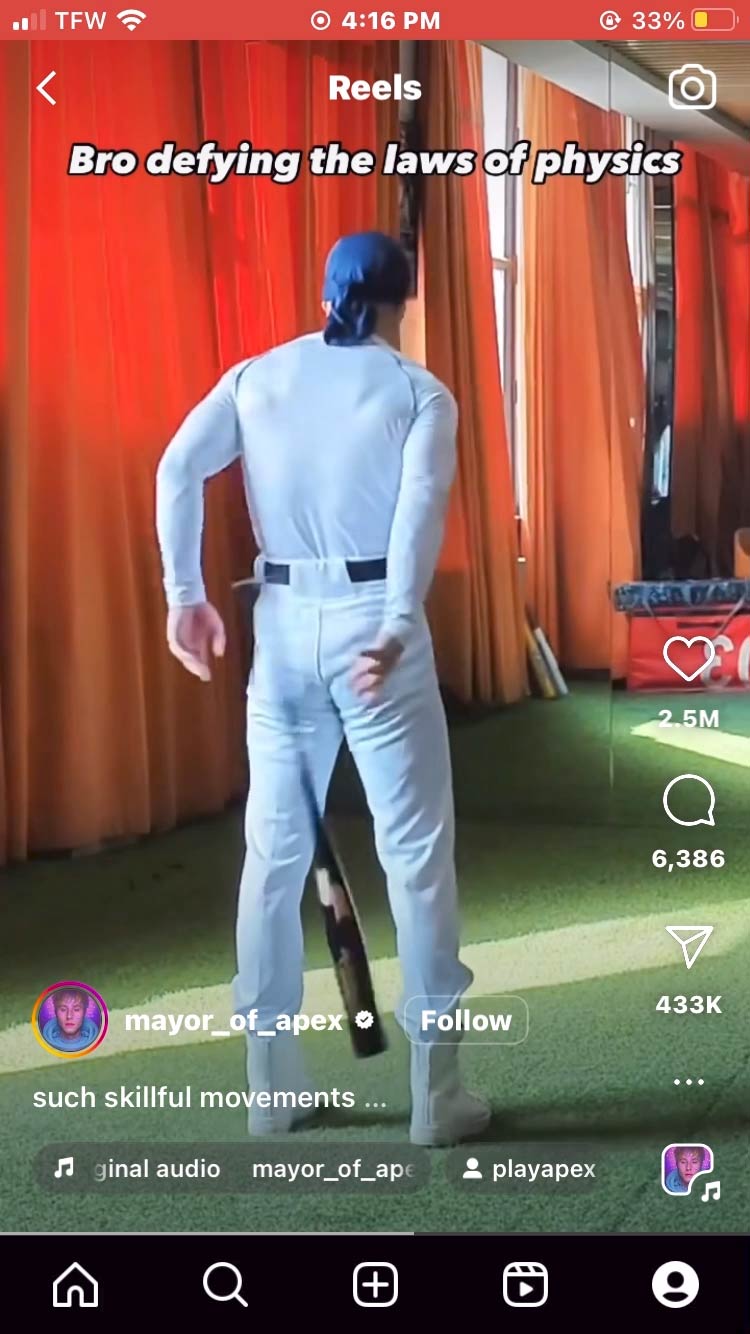 TFW 4:16 PM 33%
Reels
Bro defying the laws of physics
2.5M
6,386
433K
mayor_of_apex Follow
such skillful movements ...
ginal audio mayor_of_ape playapex